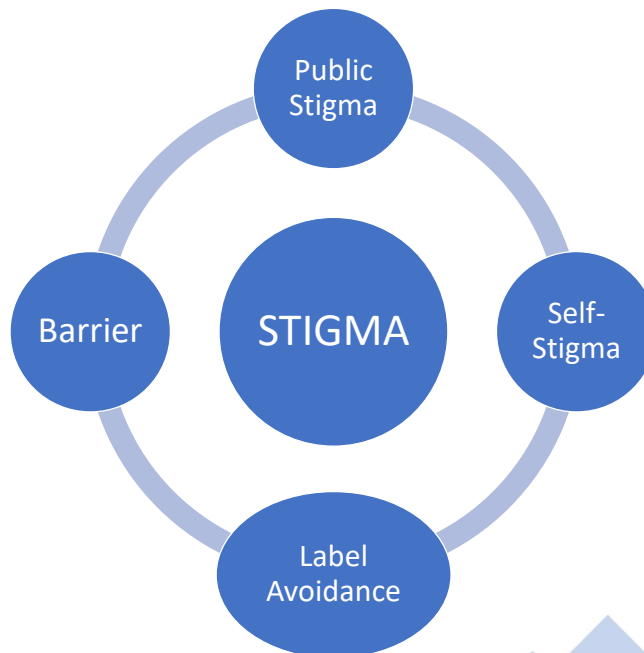 Public
Stigma
Barrier
STIGMA
Self-
Stigma
Label
Avoidance